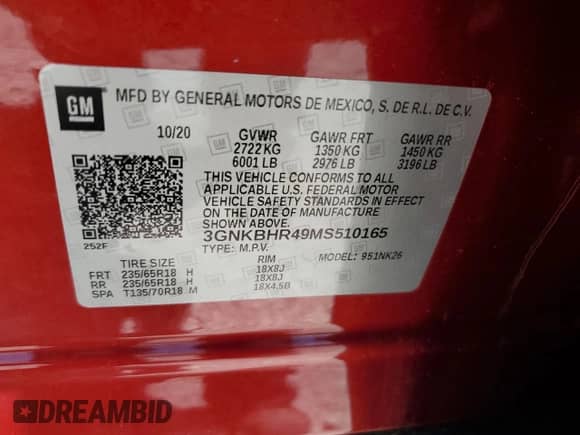 GM MFD BY GENERAL MOTORS DE MEXICO, S. DE R.L. DE C.V.
10/20 GVWR GAWR FRT GAWR RR
2722 KG 1350 KG 1450 KG
6001 LB 2976 LB 3196 LB
THIS VEHICLE CONFORMS TO ALL
APPLICABLE U.S. FEDERAL MOTOR
VEHICLE SAFETY STANDARDS IN
EFFECT ON THE DATE OF MANUFACTURE
SHOWN ABOVE.
252F 3GNKBHR49MS510165
TYPE: M.P.V.
TIRE SIZE RIM MODEL: 951NK26
FRT 235/65R18 H 18X8J
RR 235/65R18 H 18X8J
SPA T135/70R18 M 18X4.5B
DREAMBID